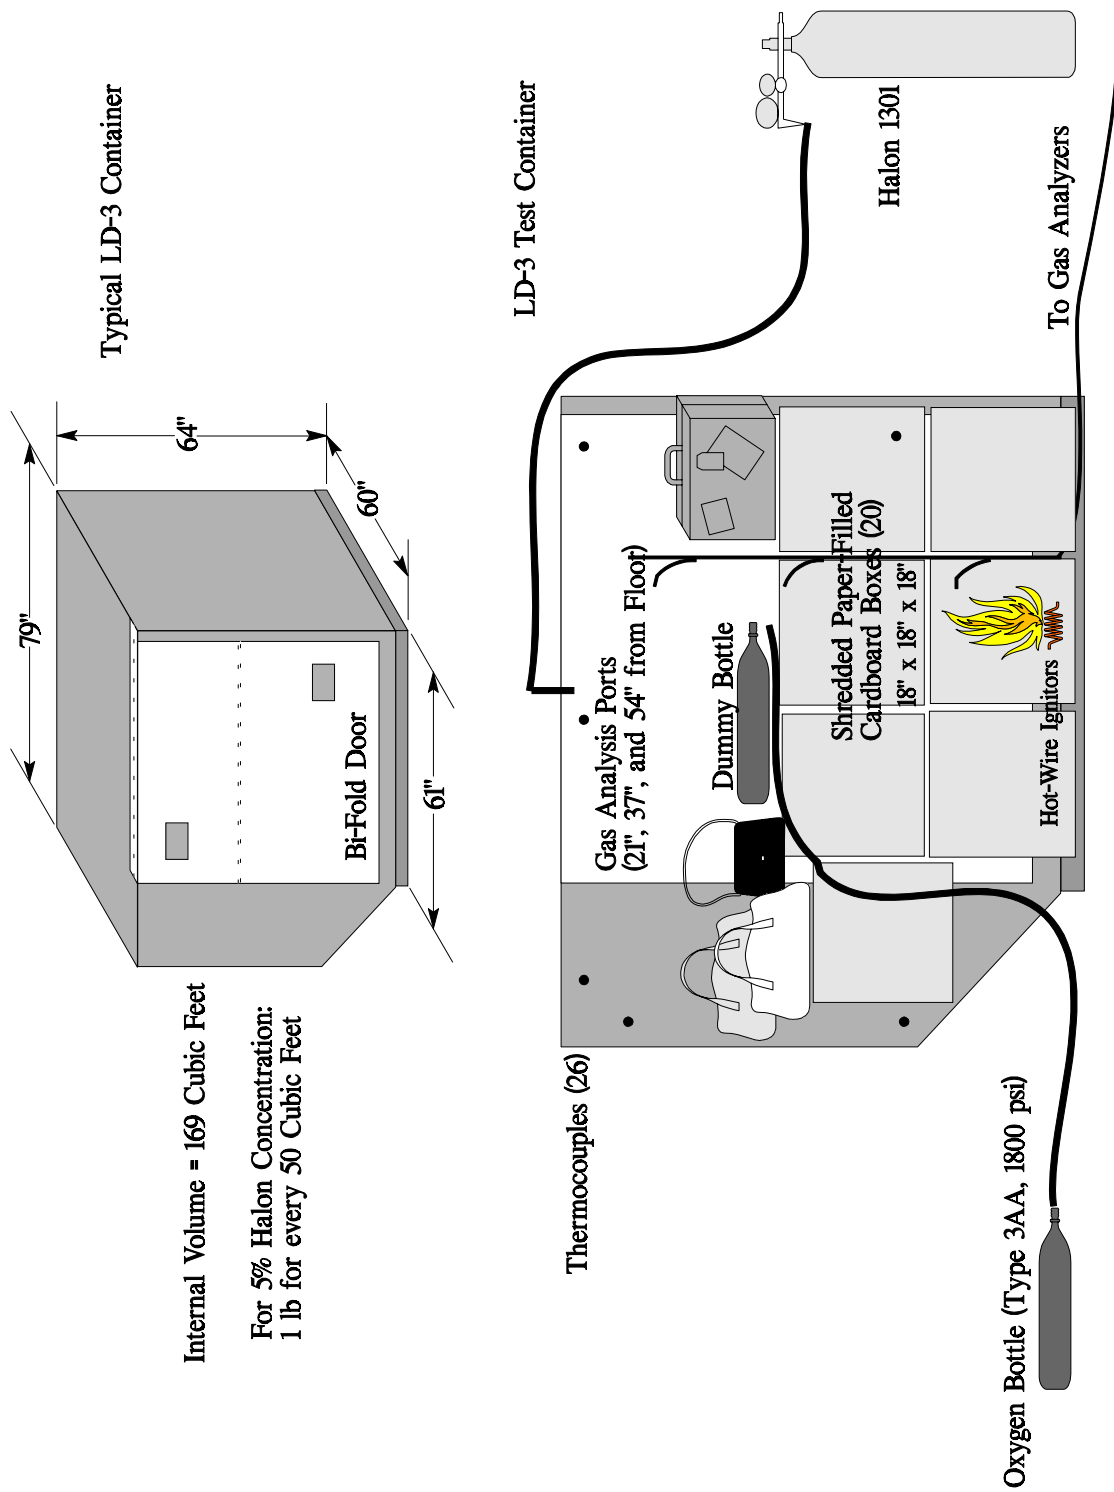 Typical LD-3 Container
79"
64"
60"
61"
Bi-Fold Door
Internal Volume = 169 Cubic Feet
For 5% Halon Concentration:
1 lb for every 50 Cubic Feet
LD-3 Test Container
Thermocouples (26)
Gas Analysis Ports
(21", 37", and 54" from Floor)
Dummy Bottle
Shredded Paper-Filled
Cardboard Boxes (20)
18" x 18" x 18"
Halon 1301
Hot-Wire Ignitors
To Gas Analyzers
Oxygen Bottle (Type 3AA, 1800 psi)